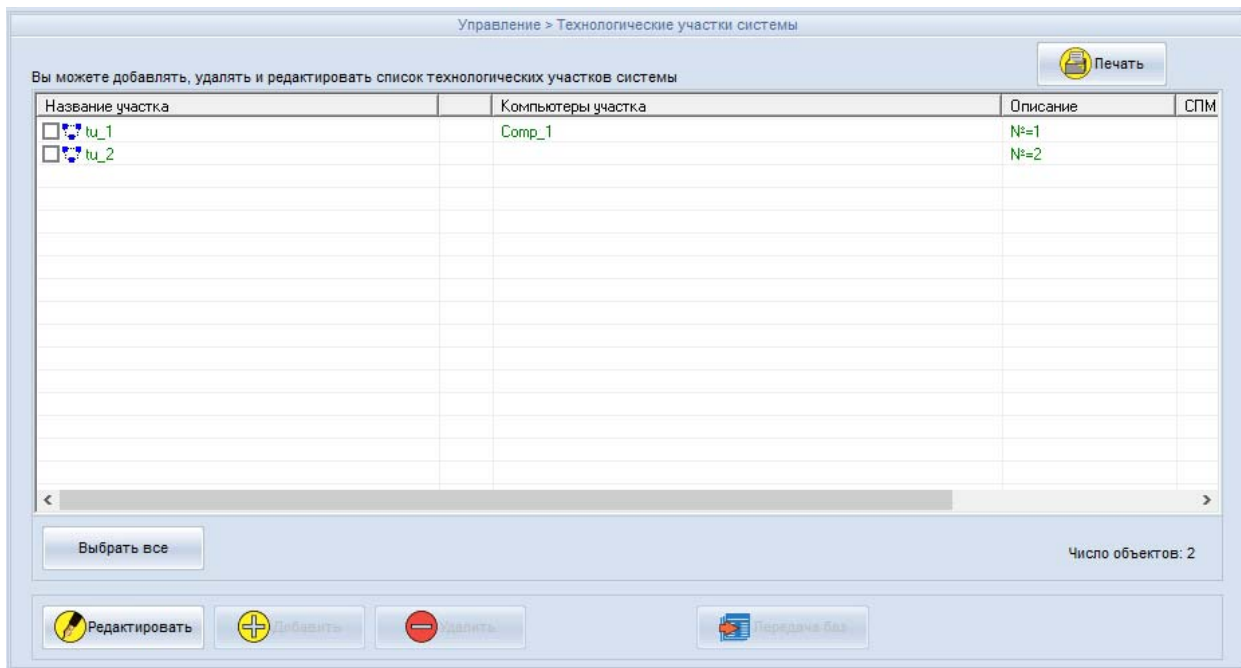 Управление > Технологические участки системы
Печать
Вы можете добавлять, удалять и редактировать список технологических участков системы
Название участка Компьютеры участка Описание СПМ
tu_1 Comp_1 №=1
tu_2 №=2
Выбрать все Число объектов: 2
Редактировать Добавить Удалить Передача баз